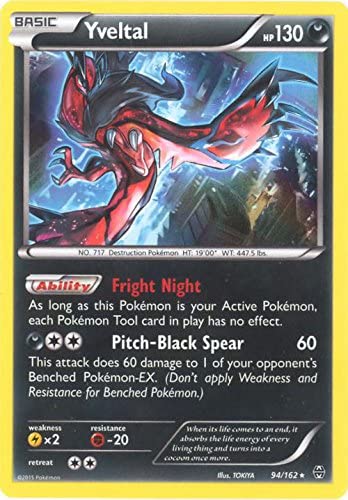 BASIC Yveltal HP130
NO. 717 Destruction Pokémon HT: 19'00" WT: 447.5 lbs.
Ability Fright Night
As long as this Pokémon is your Active Pokémon,
each Pokémon Tool card in play has no effect.
Pitch-Black Spear 60
This attack does 60 damage to 1 of your opponent's
Benched Pokémon-EX. (Don't apply Weakness and
Resistance for Benched Pokémon.)
weakness resistance
×2 -20
retreat
When its life comes to an end, it
absorbs the life energy of every
living thing and turns into a
cocoon once more.
©2015 Pokémon Illus. TOKIYA 94/162